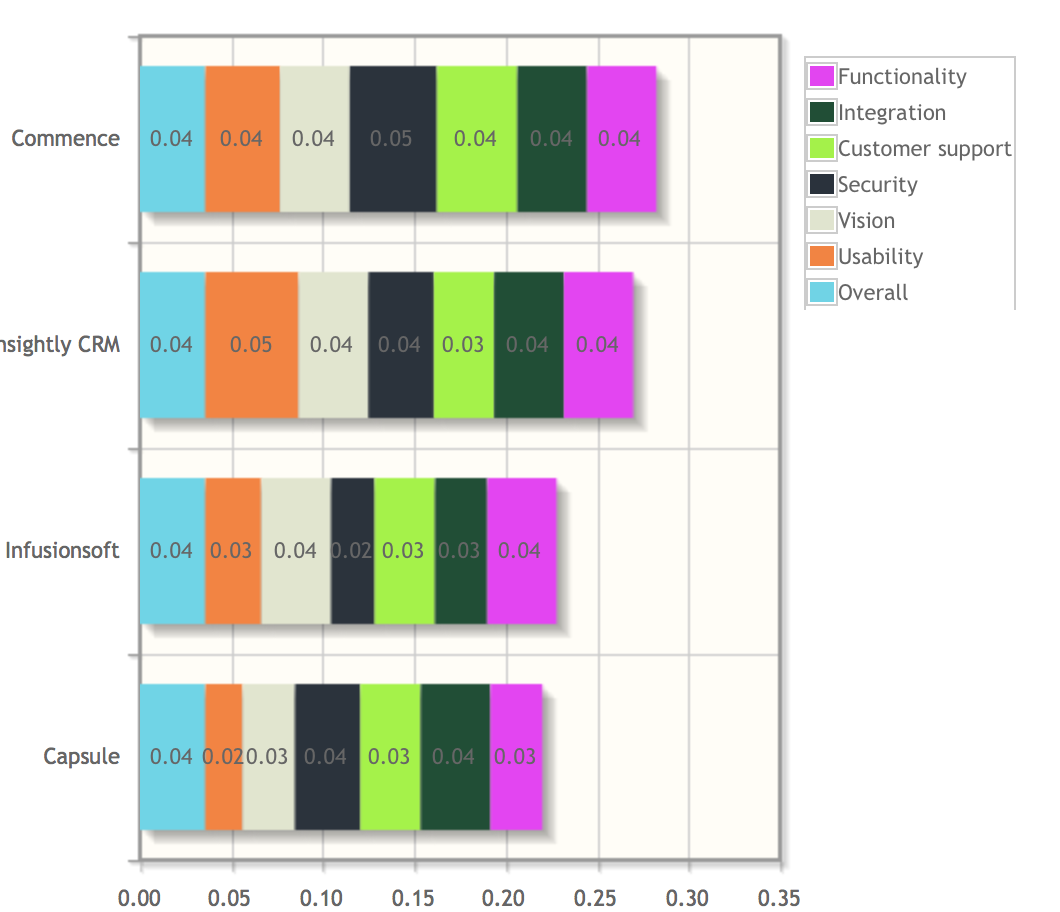 Commence 0.04 0.04 0.04 0.05 0.04 0.04 0.04
nsightly CRM 0.04 0.05 0.04 0.04 0.03 0.04 0.04
Infusionsoft 0.04 0.03 0.04 0.02 0.03 0.03 0.04
Capsule 0.04 0.02 0.03 0.04 0.03 0.04 0.03
0.00 0.05 0.10 0.15 0.20 0.25 0.30 0.35
Functionality
Integration
Customer support
Security
Vision
Usability
Overall